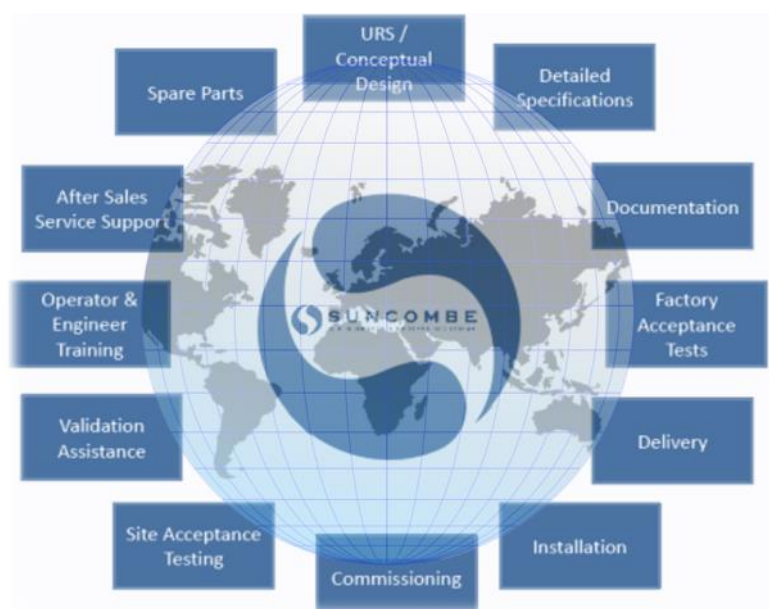 URS /
Conceptual
Design
Detailed
Specifications
Documentation
Factory
Acceptance
Tests
Delivery
Installation
Commissioning
Site Acceptance
Testing
Validation
Assistance
Operator &
Engineer
Training
After Sales
Service Support
Spare Parts
SUNCOMBE